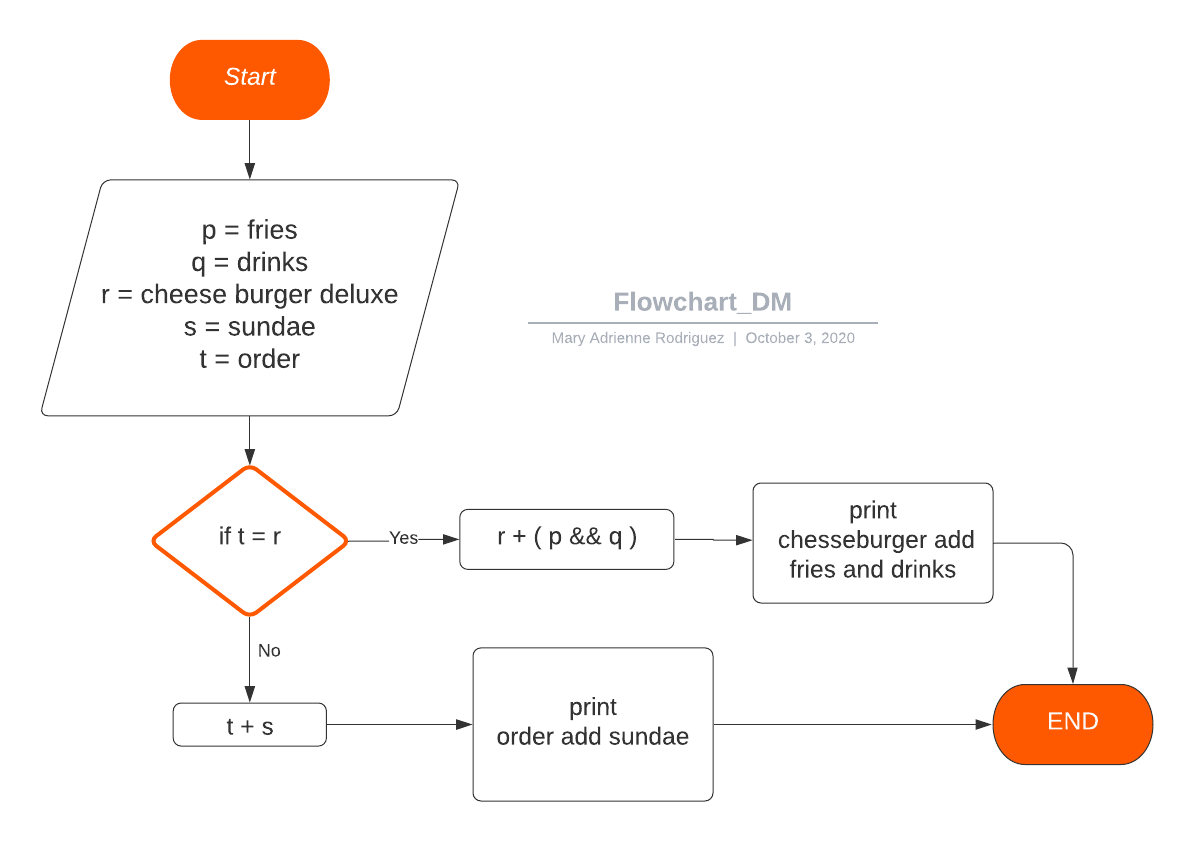 Start
p = fries
q = drinks
r = cheese burger deluxe
s = sundae
t = order
Flowchart_DM
Mary Adrienne Rodriguez | October 3, 2020
if t = r
Yes
r + ( p && q )
print
chesseburger add
fries and drinks
No
t + s
print
order add sundae
END